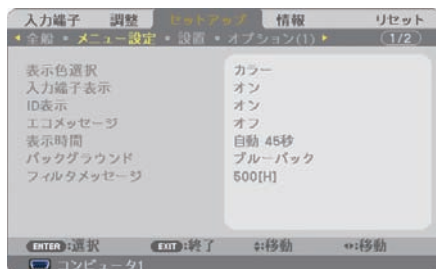 入力端子 調整 セットアップ 情報 リセット
◀ 全般 • メニュー設定 • 設置 • オプション(1) ▶ 1/2
表示色選択 カラー
入力端子表示 オン
ID表示 オン
エコメッセージ オフ
表示時間 自動 45秒
バックグラウンド ブルーバック
フィルタメッセージ 500[H]
ENTER:選択 EXIT:終了 ⬍:移動 ⬌:移動
コンピュータ1